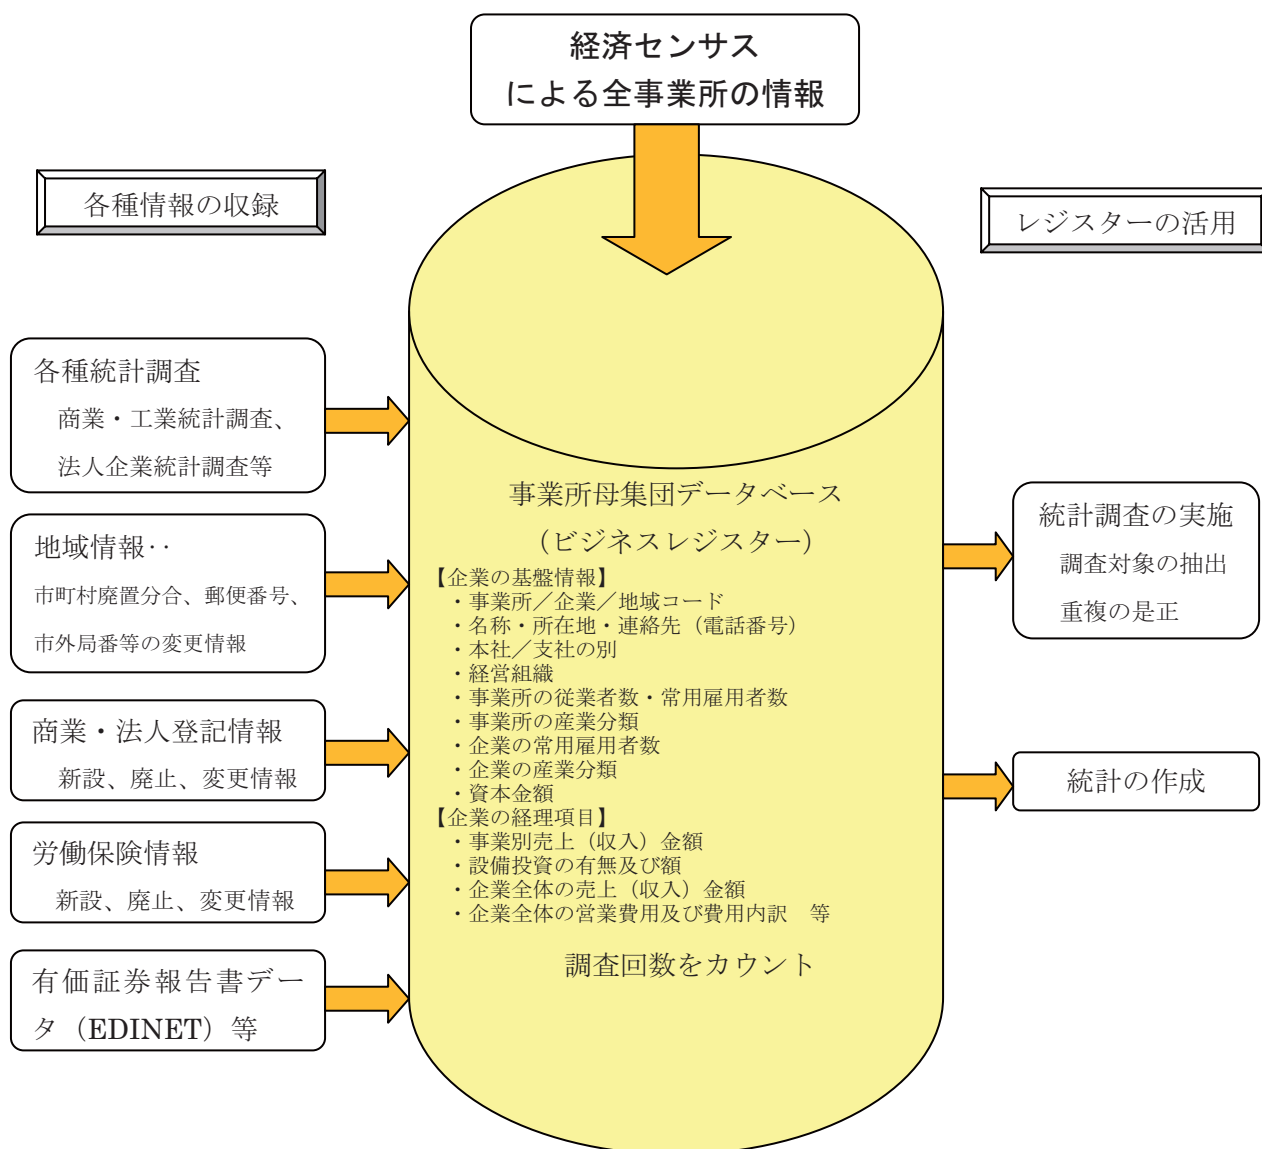 経済センサス
による全事業所の情報
各種情報の収録
レジスターの活用
各種統計調査
商業・工業統計調査、
法人企業統計調査等
地域情報‥
市町村廃置分合、郵便番号、
市外局番等の変更情報
商業・法人登記情報
新設、廃止、変更情報
労働保険情報
新設、廃止、変更情報
有価証券報告書デー
タ（EDINET）等
事業所母集団データベース
（ビジネスレジスター）
【企業の基盤情報】
・事業所／企業／地域コード
・名称・所在地・連絡先（電話番号）
・本社／支社の別
・経営組織
・事業所の従業者数・常用雇用者数
・事業所の産業分類
・企業の常用雇用者数
・企業の産業分類
・資本金額
【企業の経理項目】
・事業別売上（収入）金額
・設備投資の有無及び額
・企業全体の売上（収入）金額
・企業全体の営業費用及び費用内訳　等
調査回数をカウント
統計調査の実施
調査対象の抽出
重複の是正
統計の作成